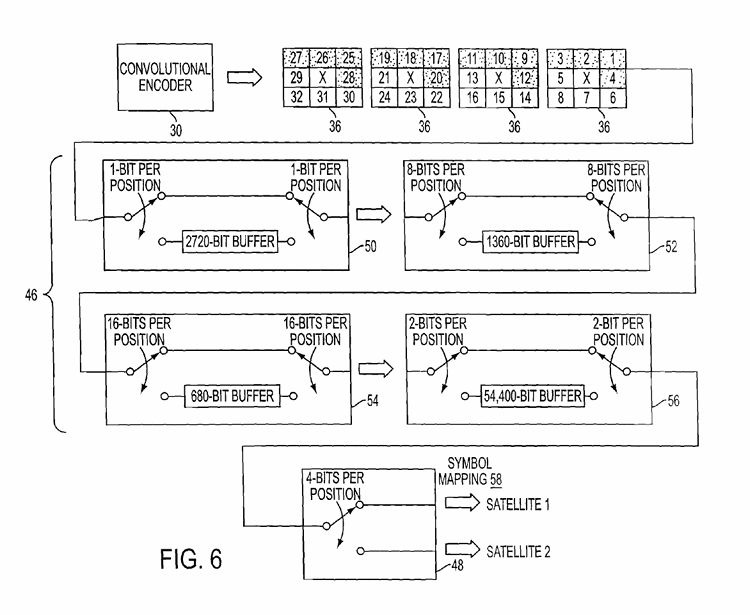 CONVOLUTIONAL
ENCODER
30
27 26 25
29 X 28
32 31 30
36
19 18 17
21 X 20
24 23 22
36
11 10 9
13 X 12
16 15 14
36
3 2 1
5 X 4
8 7 6
36
46
1-BIT PER
POSITION
1-BIT PER
POSITION
2720-BIT BUFFER
50
8-BITS PER
POSITION
8-BITS PER
POSITION
1360-BIT BUFFER
52
16-BITS PER
POSITION
16-BITS PER
POSITION
680-BIT BUFFER
54
2-BITS PER
POSITION
2-BIT PER
POSITION
54,400-BIT BUFFER
56
4-BITS PER
POSITION
48
SYMBOL
MAPPING 58
SATELLITE 1
SATELLITE 2
FIG. 6